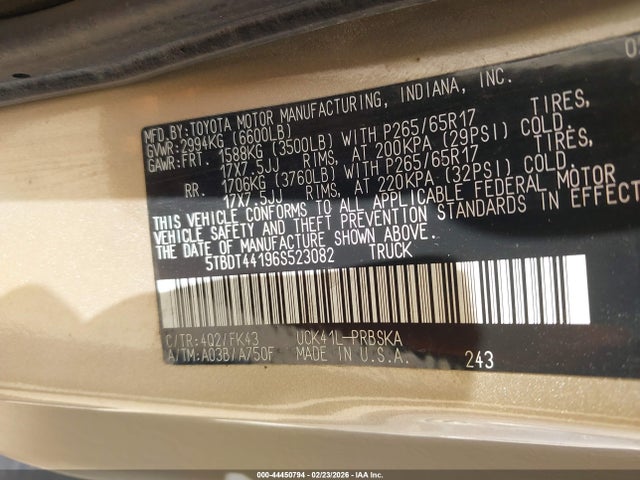 MFD.BY:TOYOTA MOTOR MANUFACTURING, INDIANA, INC.
GVWR:2994KG (6600LB)
GAWR:FRT. 1588KG (3500LB) WITH P265/65R17 TIRES,
17X7.5JJ RIMS, AT 200KPA (29PSI) COLD.
RR. 1706KG (3760LB) WITH P265/65R17 TIRES,
17X7.5JJ RIMS, AT 220KPA (32PSI) COLD.
THIS VEHICLE CONFORMS TO ALL APPLICABLE FEDERAL MOTOR
VEHICLE SAFETY AND THEFT PREVENTION STANDARDS IN EFFECT
THE DATE OF MANUFACTURE SHOWN ABOVE.
5TBDT44196S523082 TRUCK
C/TR:4Q2/FK43 UCK41L-PRBSKA
A/TM:A03B/A750F MADE IN U.S.A. 243
000-44450794 - 02/23/2026 - IAA Inc.